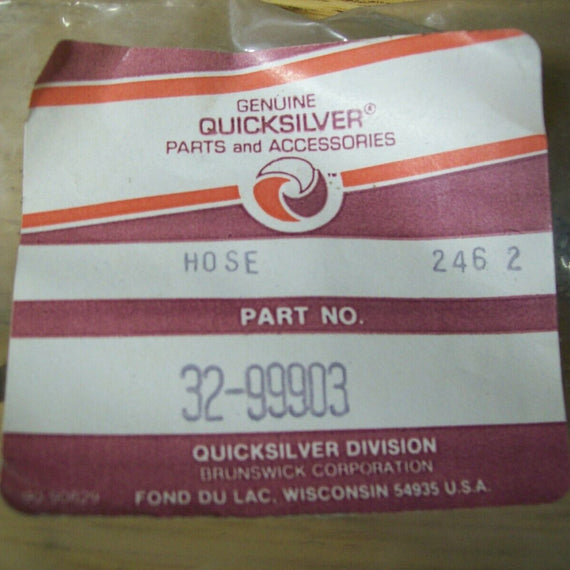 GENUINE
QUICKSILVER®
PARTS and ACCESSORIES
™
HOSE 246 2
PART NO.
32-99903
QUICKSILVER DIVISION
BRUNSWICK CORPORATION
FOND DU LAC, WISCONSIN 54935 U.S.A.